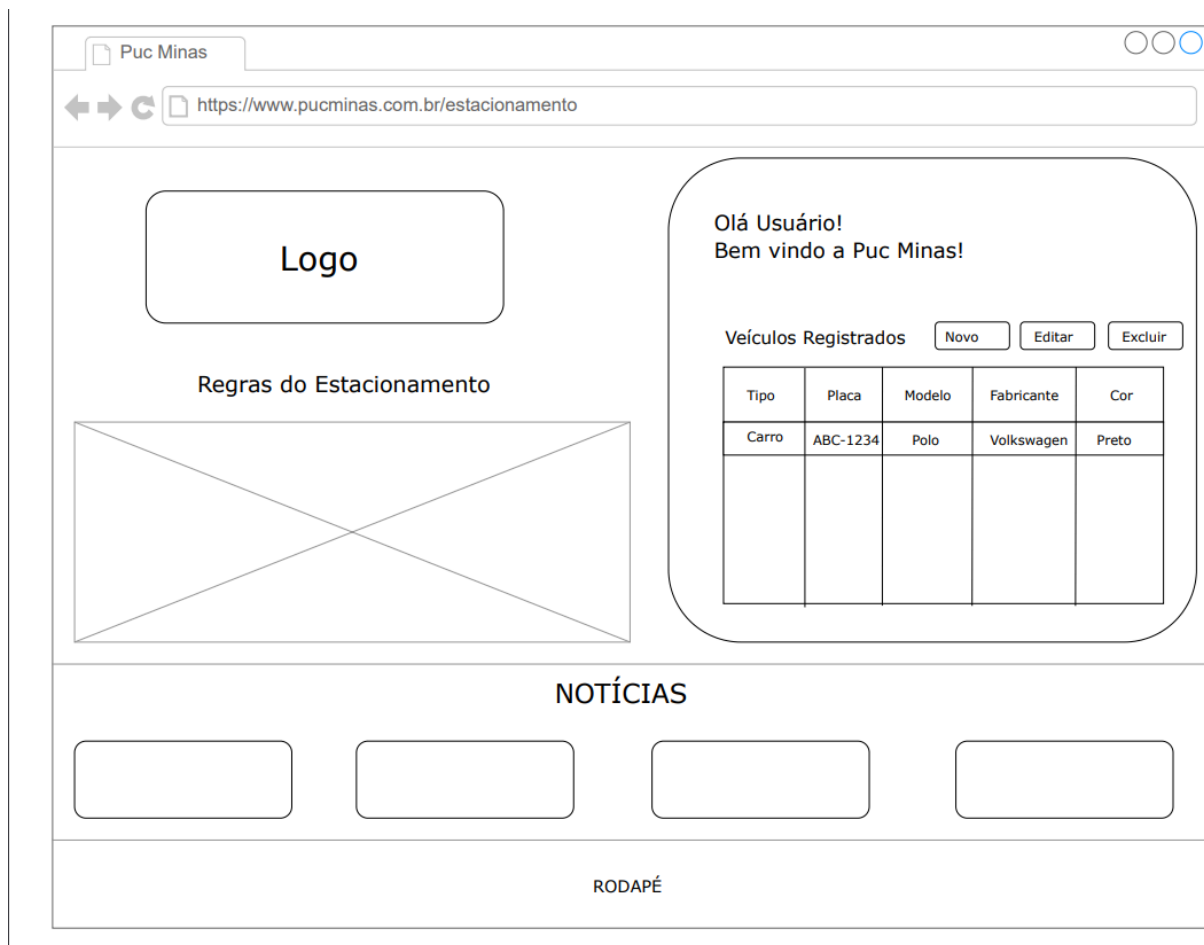 Puc Minas
https://www.pucminas.com.br/estacionamento
Logo
Regras do Estacionamento
Olá Usuário!
Bem vindo a Puc Minas!
Veículos Registrados Novo Editar Excluir
Tipo Placa Modelo Fabricante Cor
Carro ABC-1234 Polo Volkswagen Preto
NOTÍCIAS
RODAPÉ